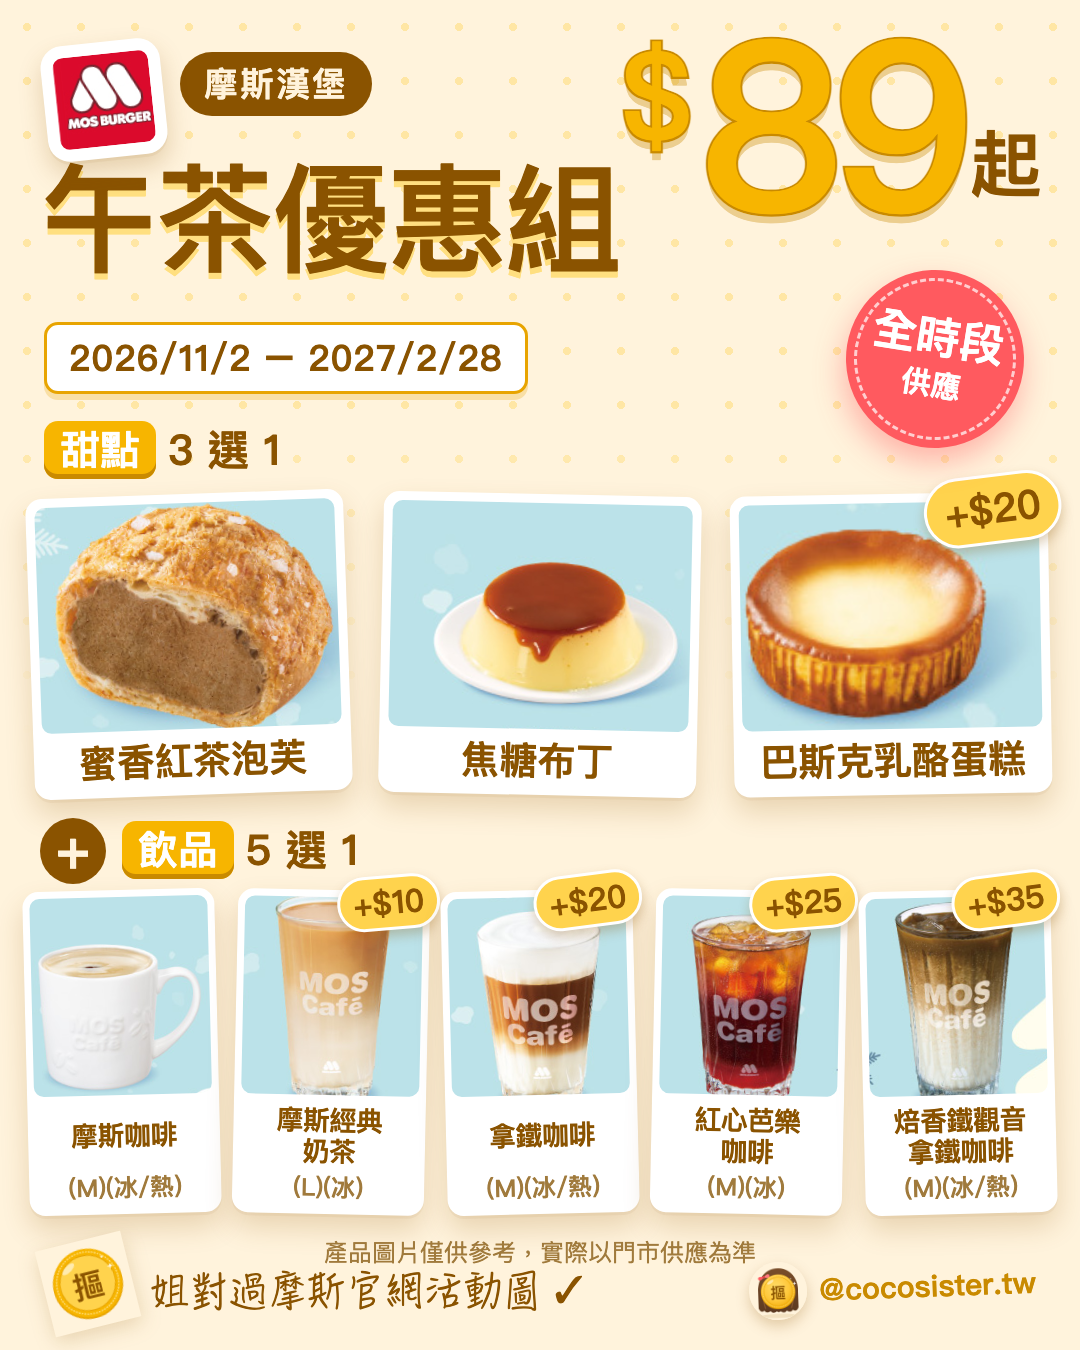 MOS BURGER
摩斯漢堡
$89起
午茶優惠組
2026/11/2 – 2027/2/28
全時段
供應
甜點 3 選 1
+$20
蜜香紅茶泡芙
焦糖布丁
巴斯克乳酪蛋糕
+ 飲品 5 選 1
+$10
+$20
+$25
+$35
MOS
Café
MOS
Café
MOS
Café
MOS
Café
MOS
Café
摩斯咖啡
(M)(冰/熱)
摩斯經典
奶茶
(L)(冰)
拿鐵咖啡
(M)(冰/熱)
紅心芭樂
咖啡
(M)(冰)
焙香鐵觀音
拿鐵咖啡
(M)(冰/熱)
產品圖片僅供參考，實際以門市供應為準
摳
姐對過摩斯官網活動圖 ✓
摳
@cocosister.tw